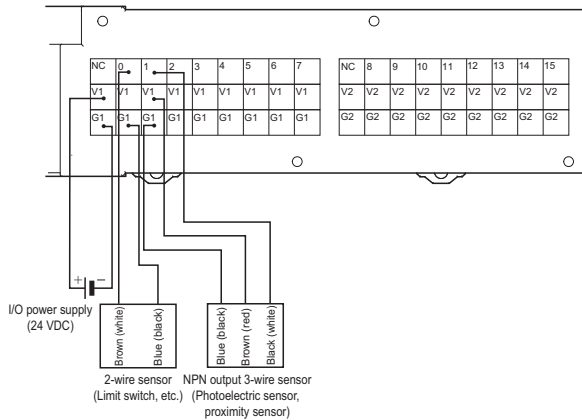 NC 0 1 2 3 4 5 6 7 NC 8 9 10 11 12 13 14 15
V1 V1 V1 V1 V1 V1 V1 V1 V1 V2 V2 V2 V2 V2 V2 V2 V2 V2
G1 G1 G1 G1 G1 G1 G1 G1 G1 G2 G2 G2 G2 G2 G2 G2 G2 G2
+ −
I/O power supply
(24 VDC)
Brown (white)
Blue (black)
Blue (black)
Brown (red)
Black (white)
2-wire sensor
(Limit switch, etc.)
NPN output 3-wire sensor
(Photoelectric sensor,
proximity sensor)